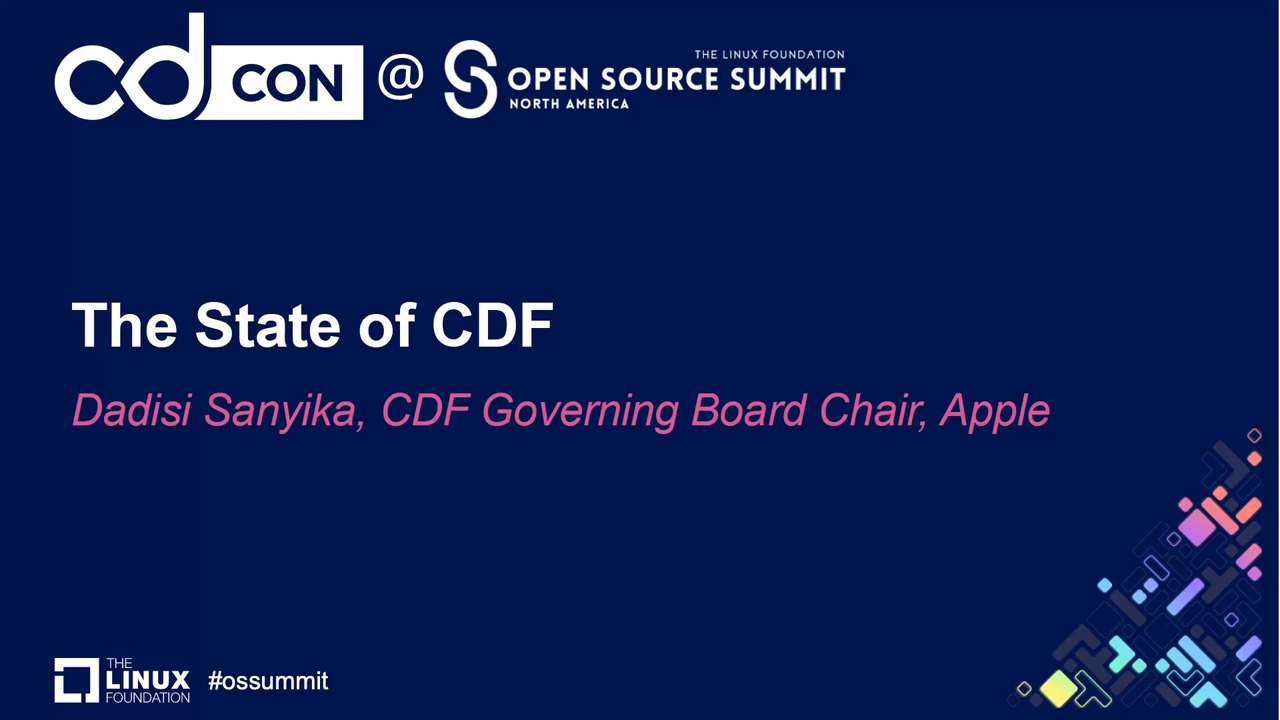 cd CON @ THE LINUX FOUNDATION
OPEN SOURCE SUMMIT
NORTH AMERICA
The State of CDF
Dadisi Sanyika, CDF Governing Board Chair, Apple
THE
LINUX
FOUNDATION
#ossummit